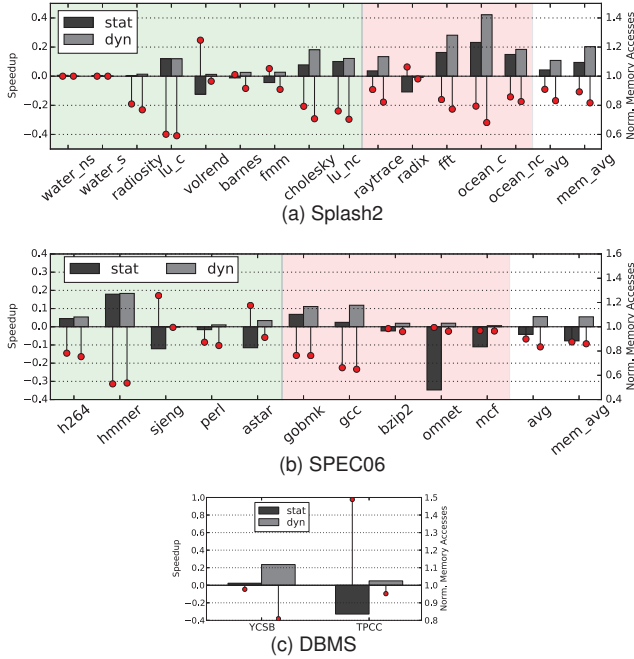 stat
dyn
0.4
0.2
0.0
−0.2
−0.4
Speedup
1.4
1.2
1.0
0.8
0.6
Norm. Memory Accesses
water_ns
water_s
radiosity
lu_c
volrend
barnes
fmm
cholesky
lu_nc
raytrace
radix
fft
ocean_c
ocean_nc
avg
mem_avg
(a) Splash2
stat dyn
0.4
0.3
0.2
0.1
0.0
−0.1
−0.2
−0.3
−0.4
Speedup
1.6
1.4
1.2
1.0
0.8
0.6
0.4
Norm. Memory Accesses
h264
hmmer
sjeng
perl
astar
gobmk
gcc
bzip2
omnet
mcf
avg
mem_avg
(b) SPEC06
stat
dyn
1.0
0.8
0.6
0.4
0.2
0.0
−0.2
−0.4
Speedup
1.5
1.4
1.3
1.2
1.1
1.0
0.9
0.8
Norm. Memory Accesses
YCSB TPCC
(c) DBMS